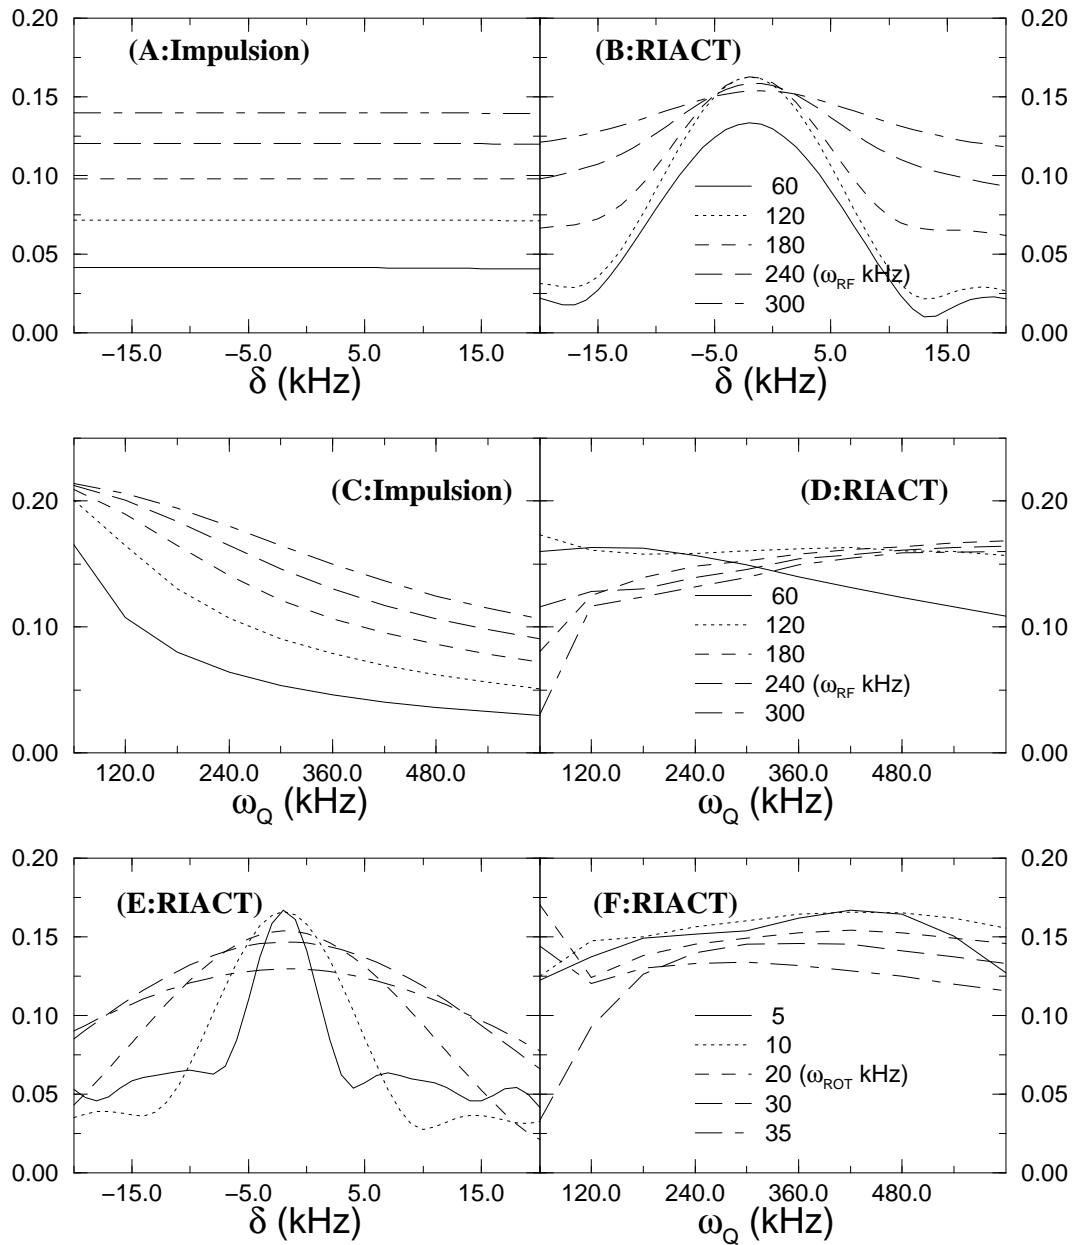 0.20 (A:Impulsion) (B:RIACT) 0.20
0.15 0.15
0.10 0.10
0.05 0.05
0.00 0.00
60
120
180
240 (ω_RF kHz)
300
−15.0 −5.0 5.0 15.0 −15.0 −5.0 5.0 15.0
δ (kHz) δ (kHz)
(C:Impulsion) (D:RIACT)
0.20 0.20
0.10 0.10
0.00 0.00
60
120
180
240 (ω_RF kHz)
300
120.0 240.0 360.0 480.0 120.0 240.0 360.0 480.0
ω_Q (kHz) ω_Q (kHz)
0.20 (E:RIACT) (F:RIACT) 0.20
0.15 0.15
0.10 0.10
0.05 0.05
0.00 0.00
5
10
20 (ω_ROT kHz)
30
35
−15.0 −5.0 5.0 15.0 120.0 240.0 360.0 480.0
δ (kHz) ω_Q (kHz)